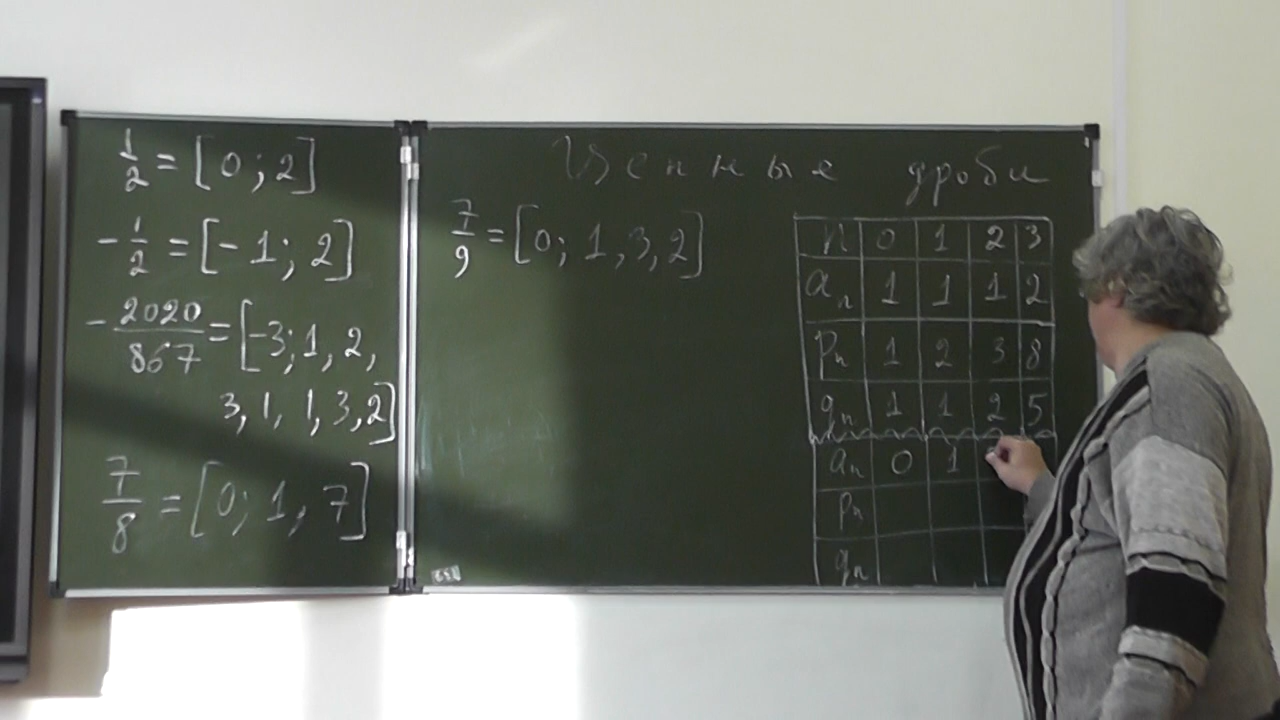 1/2 = [0; 2]
- 1/2 = [-1; 2]
- 2020/867 = [-3; 1, 2,
3, 1, 1, 3, 2]
7/8 = [0; 1, 7]
Цепные дроби
7/9 = [0; 1, 3, 2]
n 0 1 2 3
aₙ 1 1 1 2
pₙ 1 2 3 8
qₙ 1 1 2 5
aₙ 0 1
pₙ
qₙ